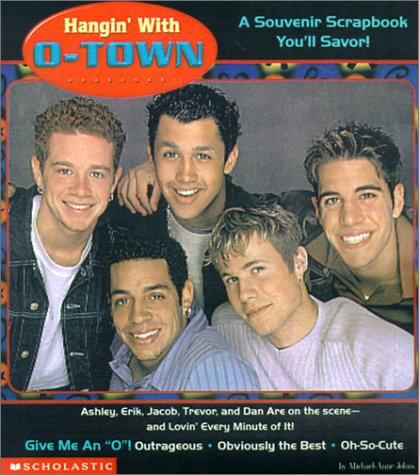 Hangin' With
O-TOWN
A Souvenir Scrapbook
You'll Savor!
Ashley, Erik, Jacob, Trevor, and Dan Are on the scene—
and Lovin' Every Minute of It!
Give Me An "O"! Outrageous • Obviously the Best • Oh-So-Cute
by Michael-Anne Johns
SCHOLASTIC